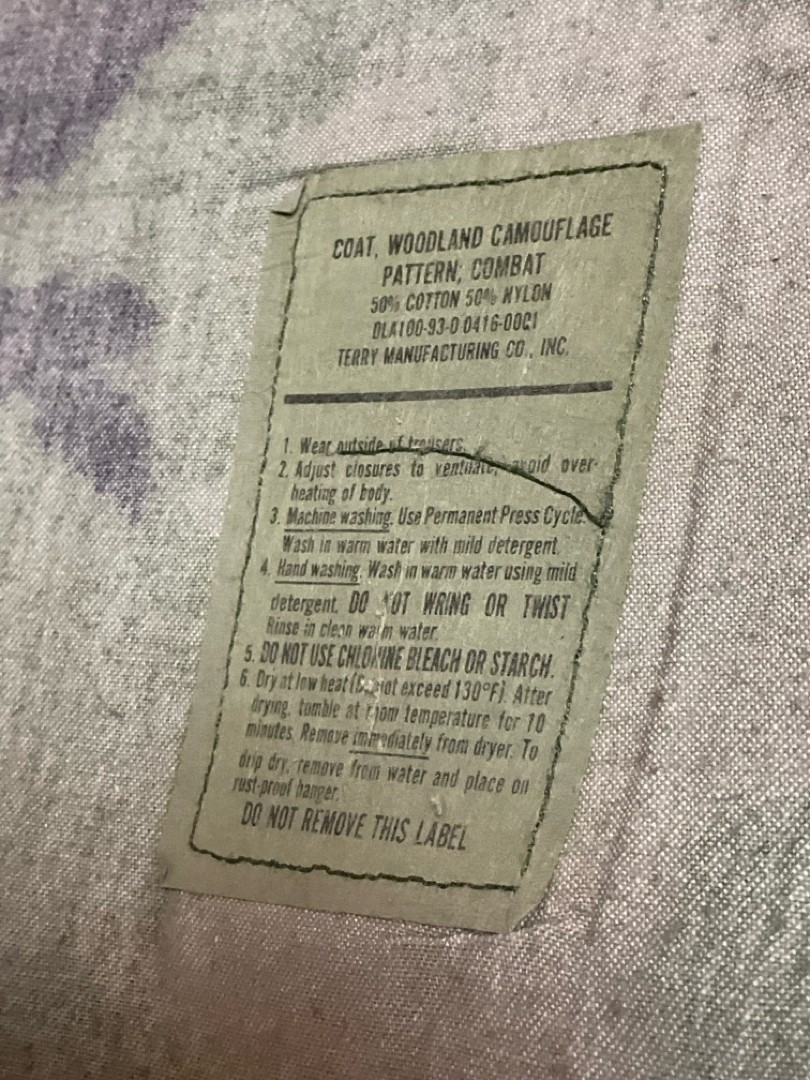 COAT, WOODLAND CAMOUFLAGE
PATTERN, COMBAT
50% COTTON 50% NYLON
DLA100-93-D 0416-0001
TERRY MANUFACTURING CO., INC.
1. Wear outside of trousers.
2. Adjust closures to ventilate, avoid over-
heating of body.
3. Machine washing. Use Permanent Press Cycle.
Wash in warm water with mild detergent.
4. Hand washing. Wash in warm water using mild
detergent. DO NOT WRING OR TWIST
Rinse in clean warm water.
5. DO NOT USE CHLORINE BLEACH OR STARCH.
6. Dry at low heat (Do not exceed 130°F). After
drying, tumble at room temperature for 10
minutes. Remove immediately from dryer. To
drip dry, remove from water and place on
rust-proof hanger.
DO NOT REMOVE THIS LABEL